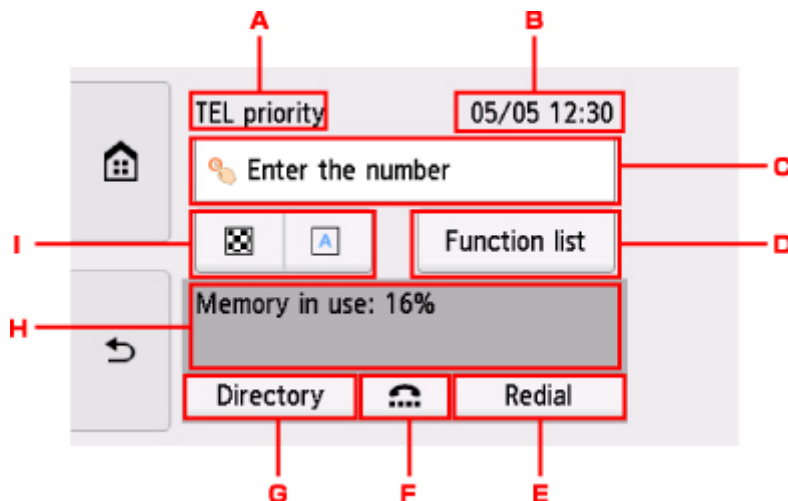 A B
TEL priority 05/05 12:30
Enter the number C
I A Function list D
Memory in use: 16%
H
Directory Redial
G F E